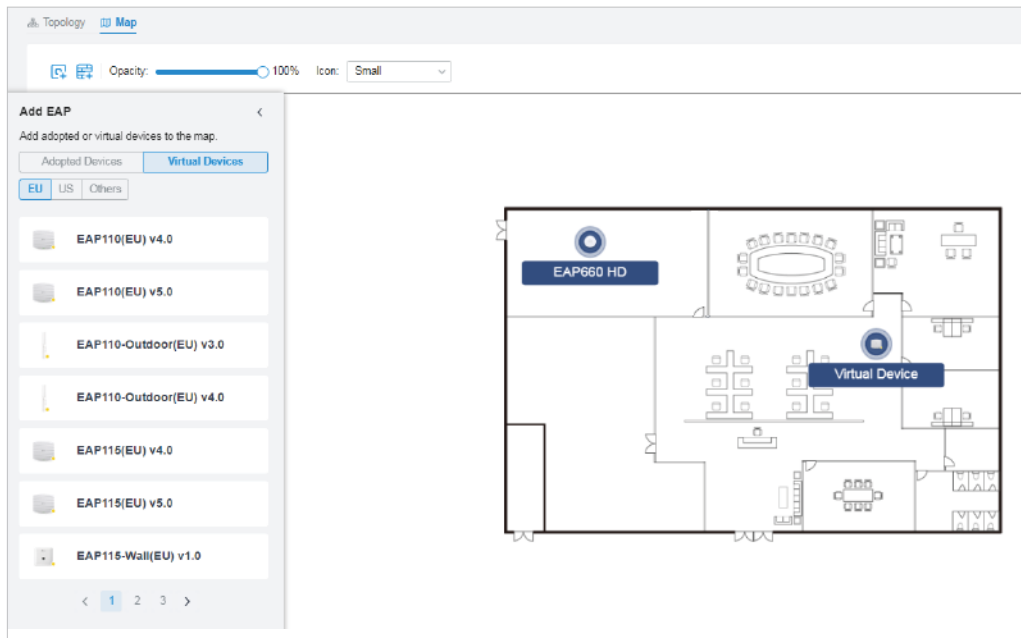 Topology Map
Opacity: 100% Icon: Small
Add EAP
Add adopted or virtual devices to the map.
Adopted Devices Virtual Devices
EU US Others
EAP110(EU) v4.0
EAP110(EU) v5.0
EAP110-Outdoor(EU) v3.0
EAP110-Outdoor(EU) v4.0
EAP115(EU) v4.0
EAP115(EU) v5.0
EAP115-Wall(EU) v1.0
1 2 3
EAP660 HD
Virtual Device